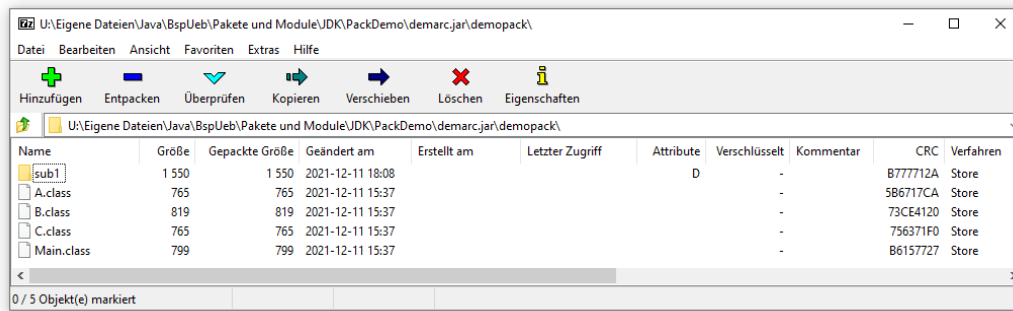 U:\Eigene Dateien\Java\BspUeb\Pakete und Module\JDK\PackDemo\demarc.jar\demopack\
Datei Bearbeiten Ansicht Favoriten Extras Hilfe
Hinzufügen Entpacken Überprüfen Kopieren Verschieben Löschen Eigenschaften
U:\Eigene Dateien\Java\BspUeb\Pakete und Module\JDK\PackDemo\demarc.jar\demopack\
Name Größe Gepackte Größe Geändert am Erstellt am Letzter Zugriff Attribute Verschlüsselt Kommentar CRC Verfahren
sub1 1 550 1 550 2021-12-11 18:08 D - B777712A Store
A.class 765 765 2021-12-11 15:37 - 5B6717CA Store
B.class 819 819 2021-12-11 15:37 - 73CE4120 Store
C.class 765 765 2021-12-11 15:37 - 756371F0 Store
Main.class 799 799 2021-12-11 15:37 - B6157727 Store
0 / 5 Objekt(e) markiert